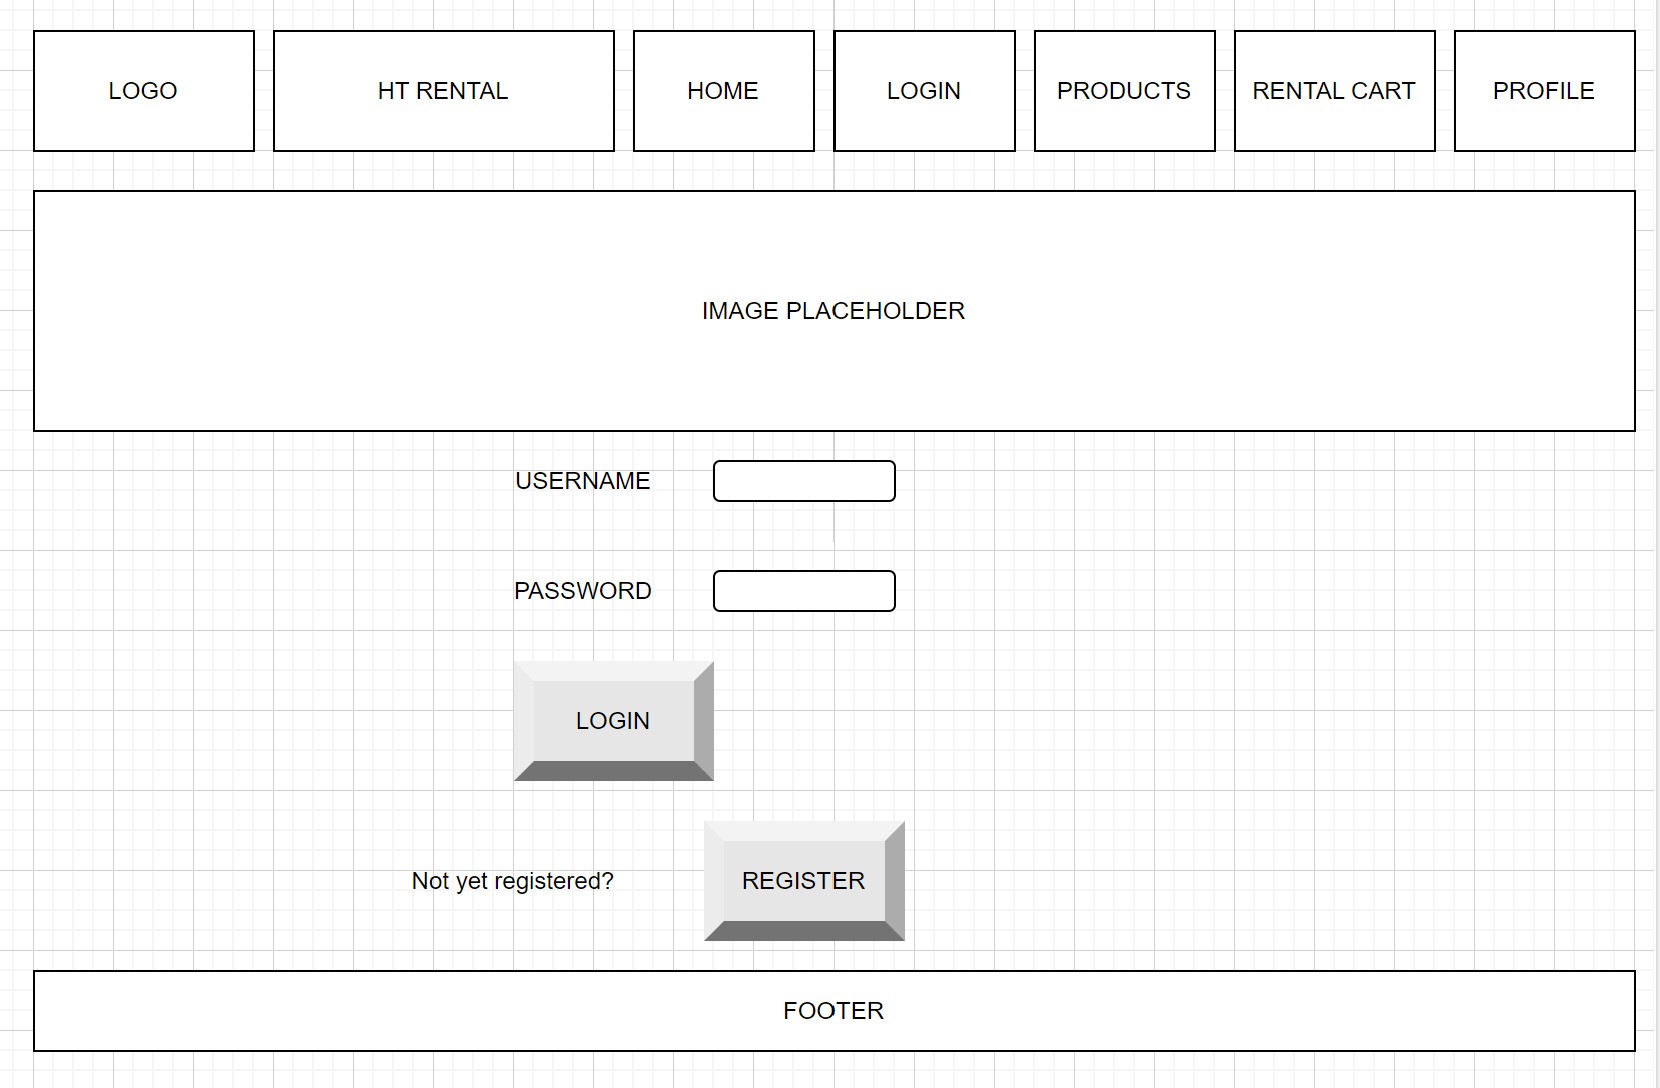 LOGO
HT RENTAL
HOME
LOGIN
PRODUCTS
RENTAL CART
PROFILE
IMAGE PLACEHOLDER
USERNAME
PASSWORD
LOGIN
Not yet registered?
REGISTER
FOOTER